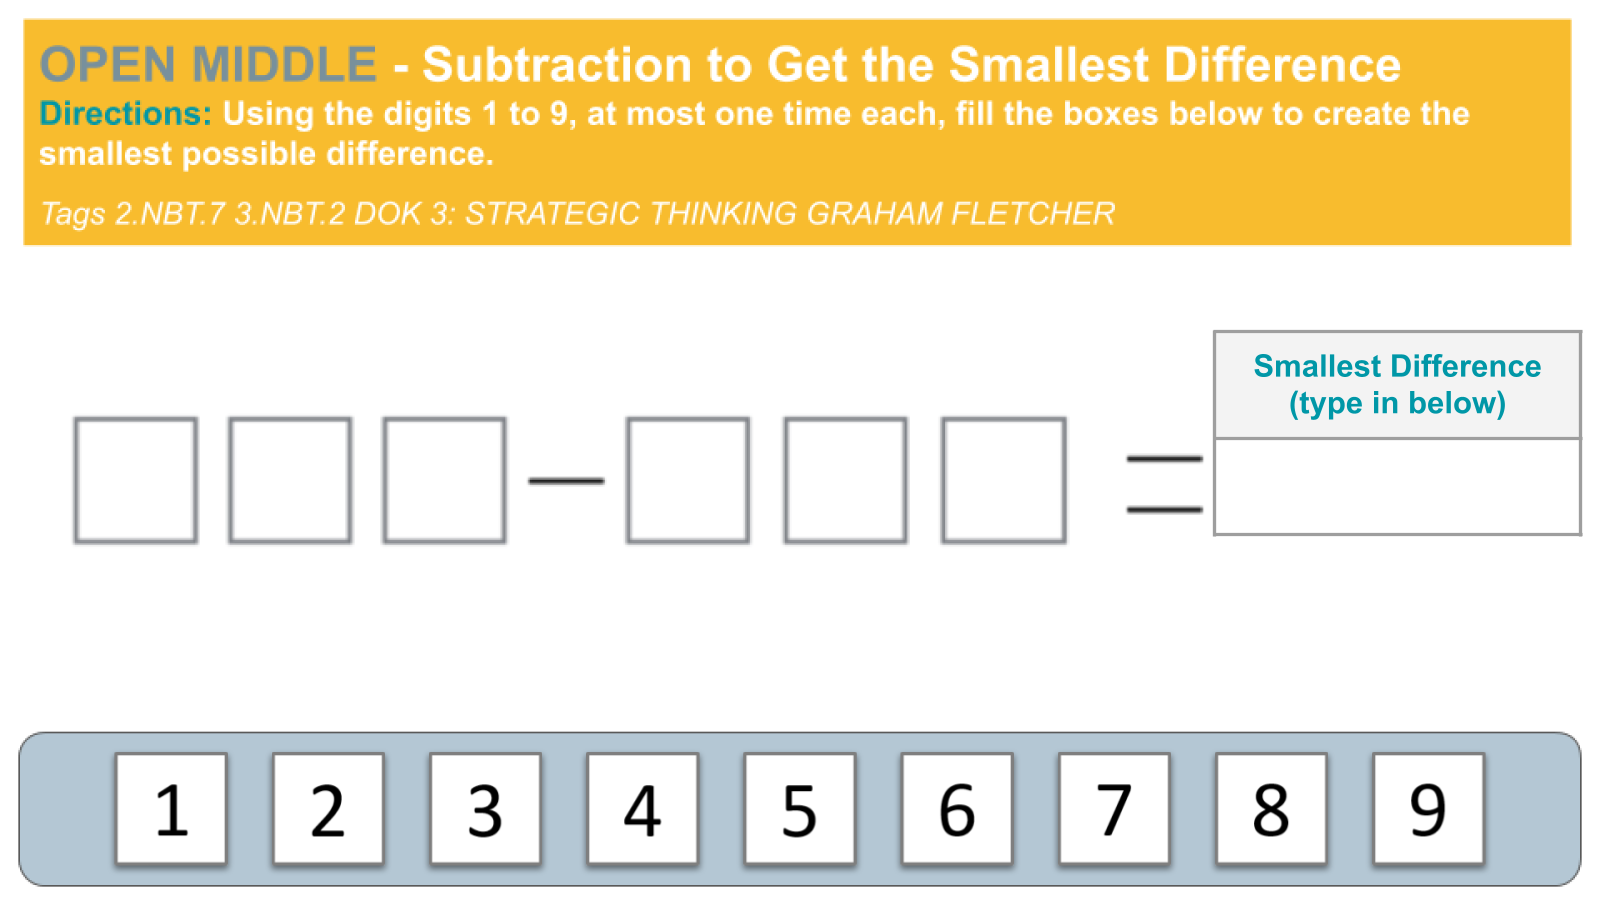 OPEN MIDDLE - Subtraction to Get the Smallest Difference
Directions: Using the digits 1 to 9, at most one time each, fill the boxes below to create the
smallest possible difference.
Tags 2.NBT.7 3.NBT.2 DOK 3: STRATEGIC THINKING GRAHAM FLETCHER
Smallest Difference
(type in below)
1 2 3 4 5 6 7 8 9